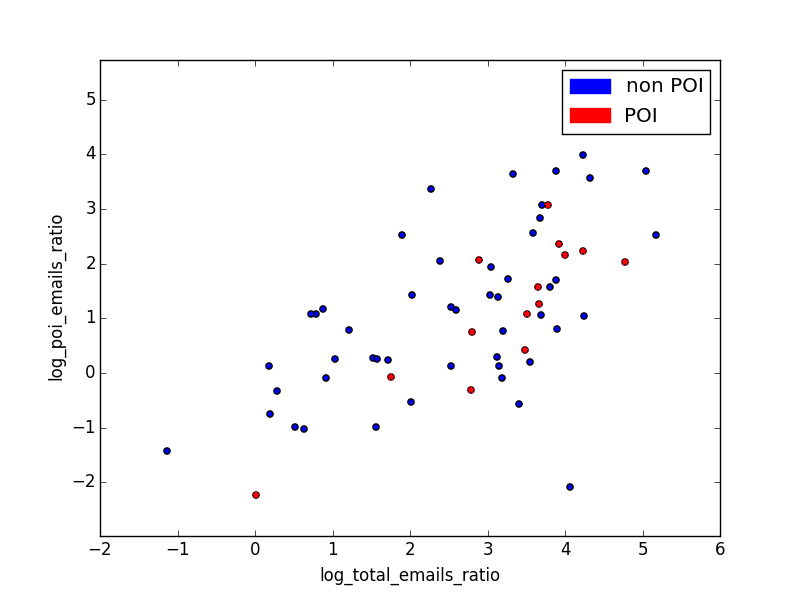 non POI
POI
5
4
3
2
1
0
−1
−2
log_poi_emails_ratio
−2 −1 0 1 2 3 4 5 6
log_total_emails_ratio